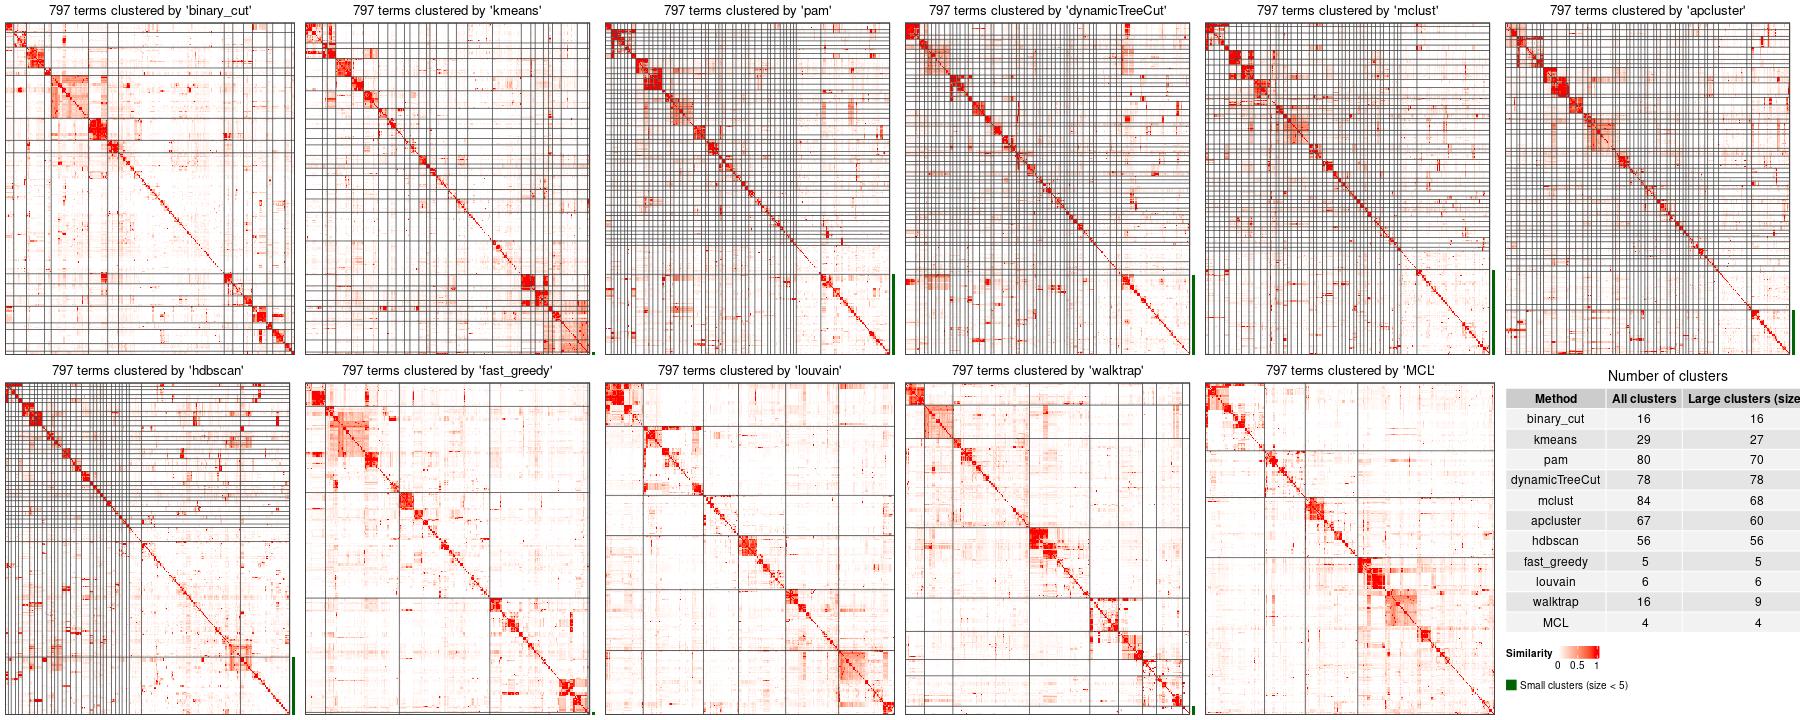 797 terms clustered by 'binary_cut'
797 terms clustered by 'kmeans'
797 terms clustered by 'pam'
797 terms clustered by 'dynamicTreeCut'
797 terms clustered by 'mclust'
797 terms clustered by 'apcluster'
797 terms clustered by 'hdbscan'
797 terms clustered by 'fast_greedy'
797 terms clustered by 'louvain'
797 terms clustered by 'walktrap'
797 terms clustered by 'MCL'
Number of clusters
Method All clusters Large clusters (size
binary_cut 16 16
kmeans 29 27
pam 80 70
dynamicTreeCut 78 78
mclust 84 68
apcluster 67 60
hdbscan 56 56
fast_greedy 5 5
louvain 6 6
walktrap 16 9
MCL 4 4
Similarity
0 0.5 1
Small clusters (size < 5)